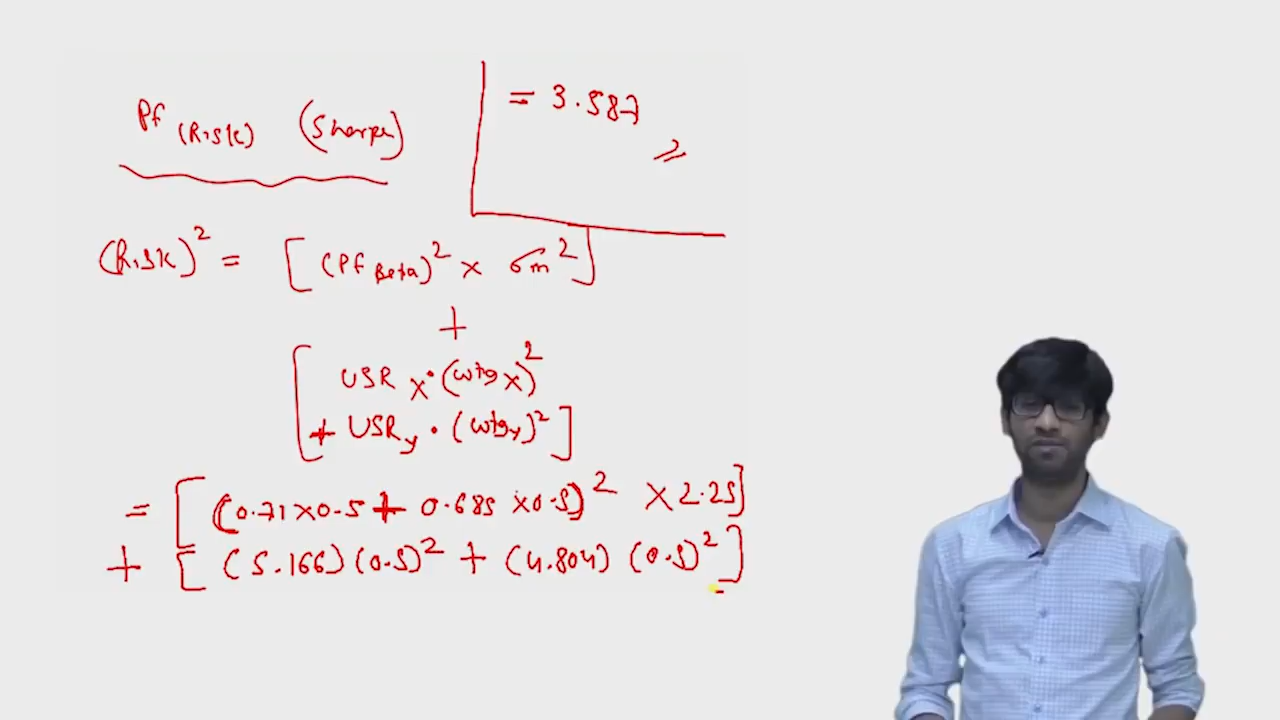 Pf (Risk) (Sharpe)
= 3.587
(Risk)² = [(Pf Beta)² × σm²]
+
[USR X · (wtg X)²
+ USR y · (wtg y)²]
= [(0.71×0.5 + 0.685 ×0.5)² × 2.25]
+ [(5.166)(0.5)² + (4.804) (0.5)²]